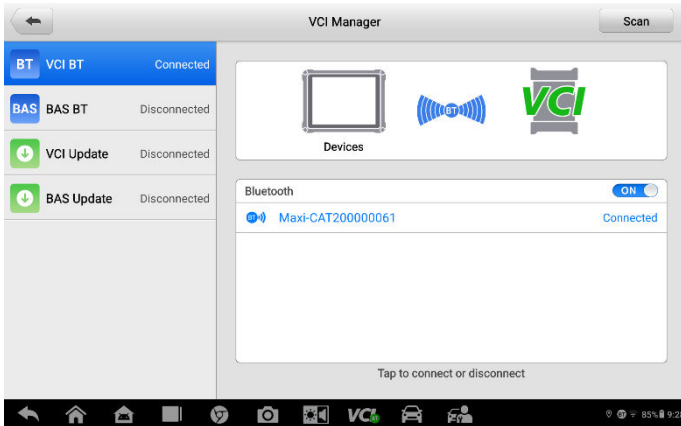 VCI Manager
Scan
BT VCI BT Connected
BAS BAS BT Disconnected
VCI Update Disconnected
BAS Update Disconnected
BT
VCI
Devices
Bluetooth ON
BT Maxi-CAT200000061 Connected
Tap to connect or disconnect
VCI
85%